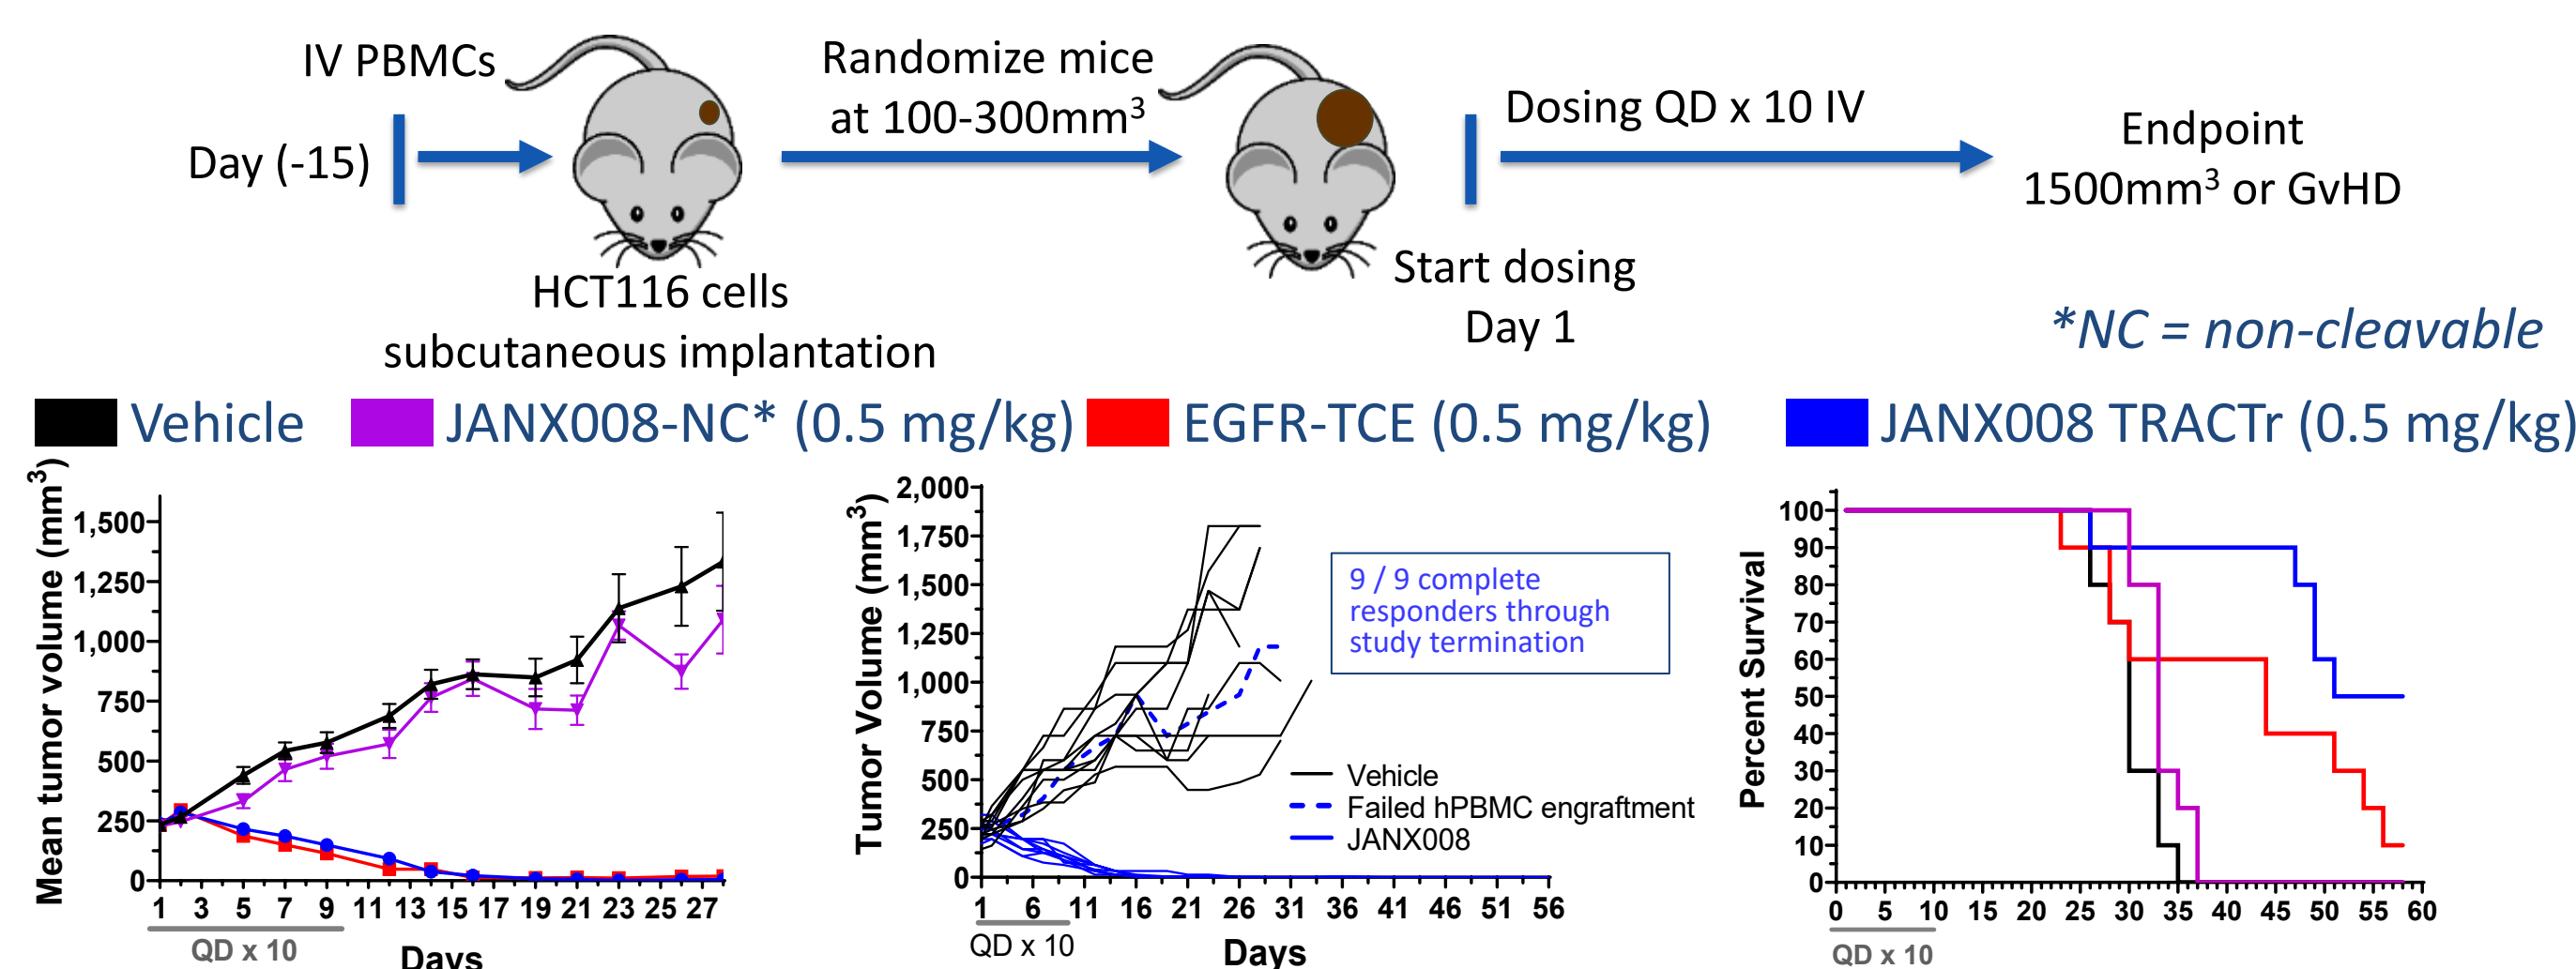 IV PBMCs
Day (-15)
HCT116 cells
subcutaneous implantation
Randomize mice
at 100-300mm³
Start dosing
Day 1
Dosing QD x 10 IV
Endpoint
1500mm³ or GvHD
*NC = non-cleavable
Vehicle
JANX008-NC* (0.5 mg/kg)
EGFR-TCE (0.5 mg/kg)
JANX008 TRACTr (0.5 mg/kg)
Mean tumor volume (mm³)
1,500
1,250
1,000
750
500
250
0
1 3 5 7 9 11 13 15 17 19 21 23 25 27
QD x 10
Days
Tumor Volume (mm³)
2,000
1,750
1,500
1,250
1,000
750
500
250
0
9 / 9 complete
responders through
study termination
Vehicle
Failed hPBMC engraftment
JANX008
1 6 11 16 21 26 31 36 41 46 51 56
QD x 10
Days
Percent Survival
100
90
80
70
60
50
40
30
20
10
0
0 5 10 15 20 25 30 35 40 45 50 55 60
QD x 10